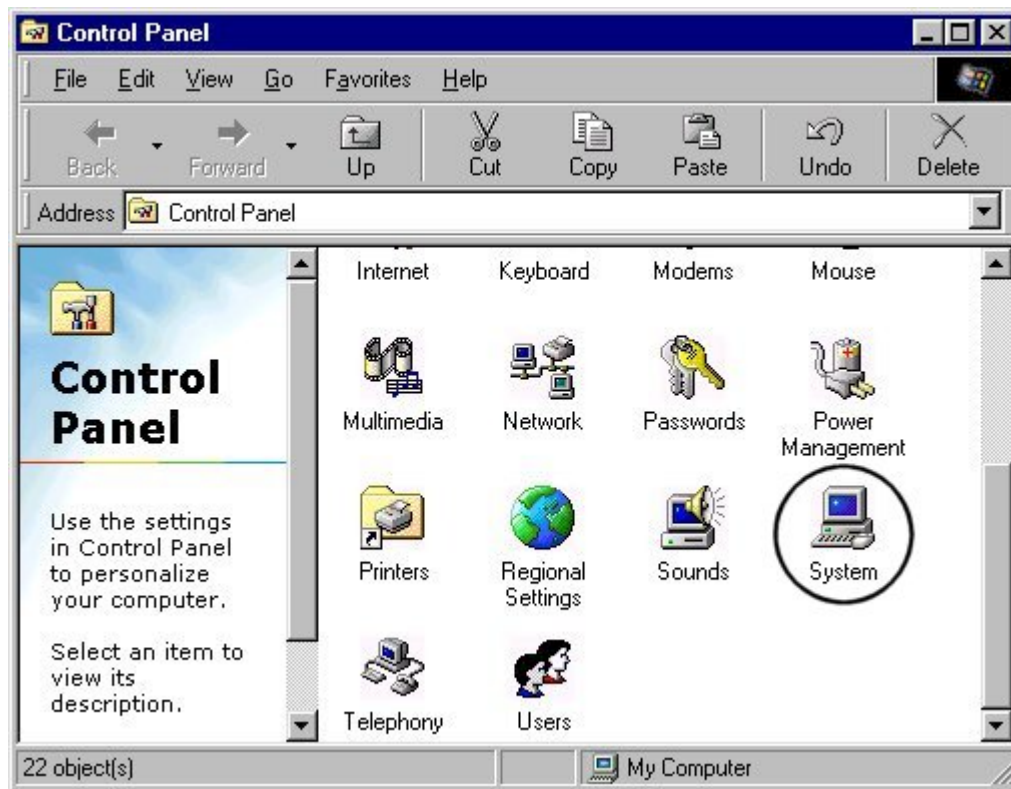 Control Panel
File Edit View Go Favorites Help
Back Forward Up Cut Copy Paste Undo Delete
Address Control Panel
Control
Panel
Use the settings
in Control Panel
to personalize
your computer.
Select an item to
view its
description.
Internet Keyboard Modems Mouse
Multimedia Network Passwords Power
Management
Printers Regional
Settings Sounds System
Telephony Users
22 object(s) My Computer